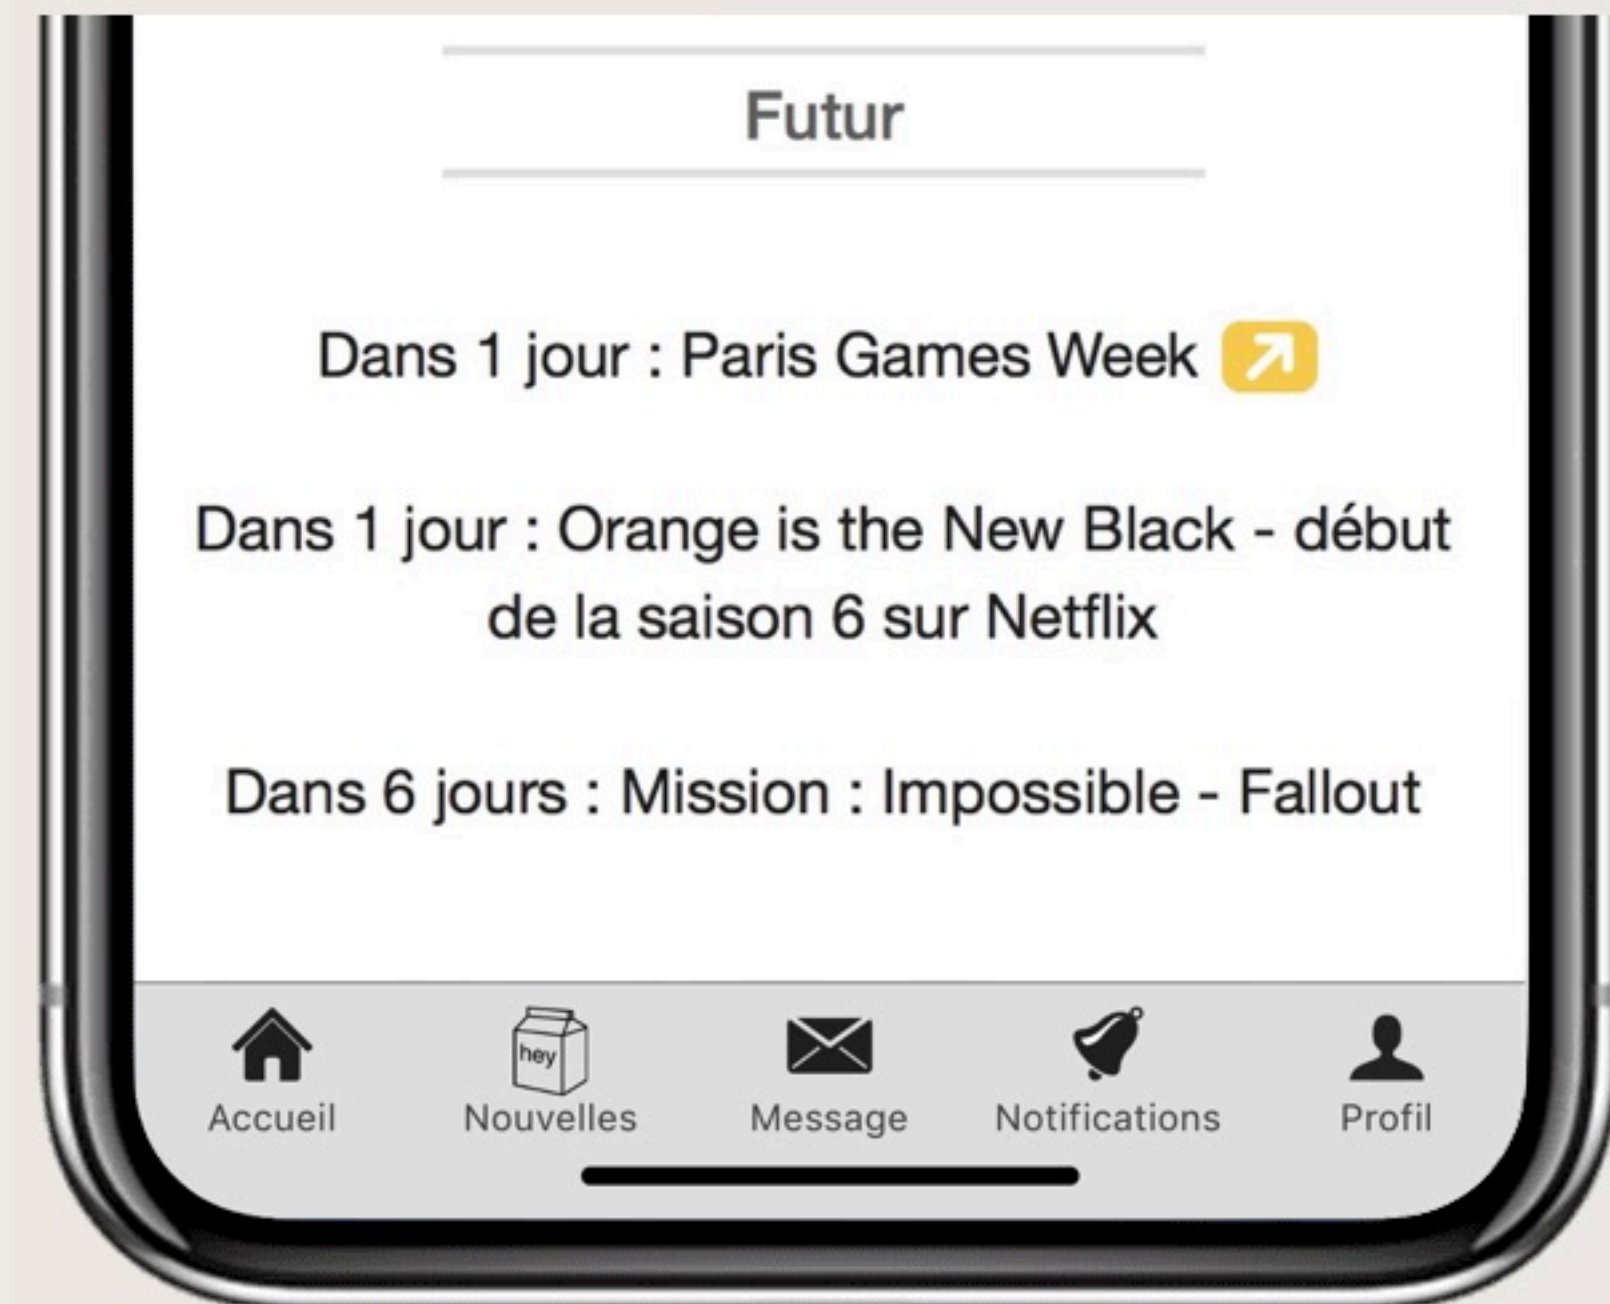 Futur
Dans 1 jour : Paris Games Week
Dans 1 jour : Orange is the New Black - début
de la saison 6 sur Netflix
Dans 6 jours : Mission : Impossible - Fallout
hey
Accueil Nouvelles Message Notifications Profil